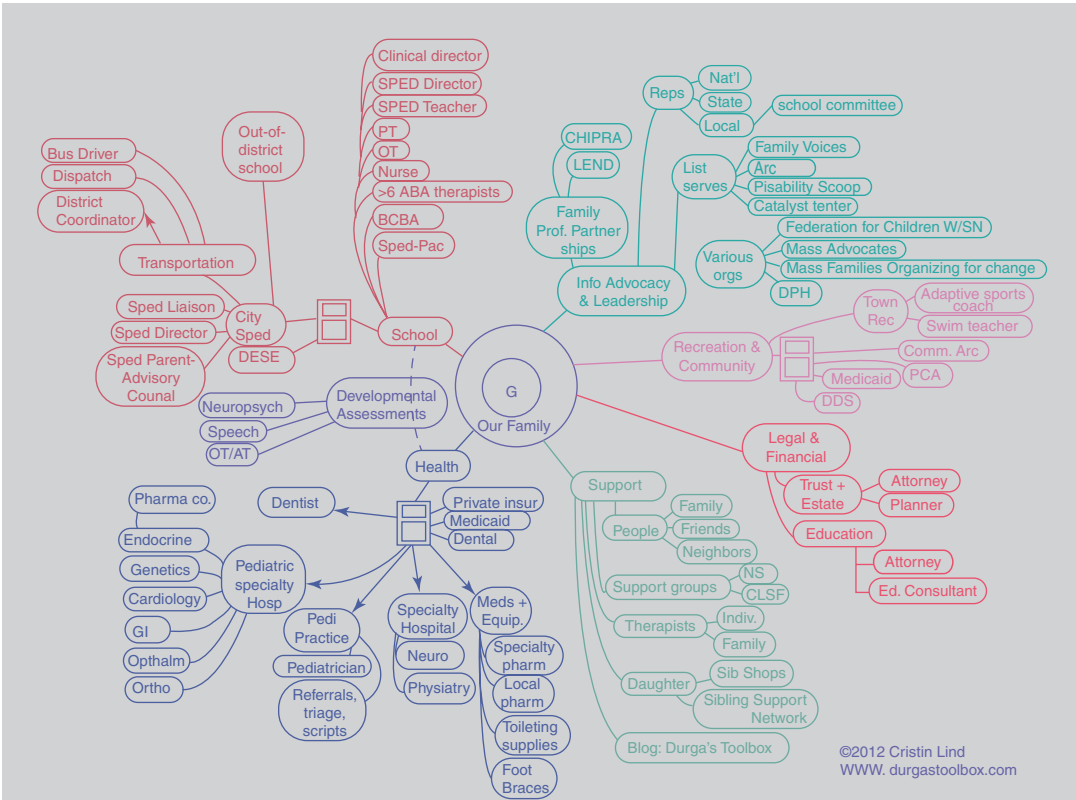 Clinical director
SPED Director
SPED Teacher
PT
OT
Nurse
>6 ABA therapists
BCBA
Sped-Pac
School
Out-of-
district
school
Bus Driver
Dispatch
District
Coordinator
Transportation
Sped Liaison
City
Sped
Sped Director
DESE
Sped Parent-
Advisory
Counal
Reps
Nat'l
State
Local
school committee
CHIPRA
LEND
Family
Prof. Partner
ships
List
serves
Family Voices
Arc
Pisability Scoop
Catalyst tenter
Various
orgs
Federation for Children W/SN
Mass Advocates
Mass Families Organizing for change
DPH
Info Advocacy
& Leadership
Town
Rec
Adaptive sports
coach
Swim teacher
Recreation &
Community
Comm. Arc
PCA
Medicaid
DDS
G
Our Family
Developmental
Assessments
Neuropsych
Speech
OT/AT
Legal &
Financial
Trust +
Estate
Attorney
Planner
Education
Attorney
Ed. Consultant
Health
Dentist
Private insur
Medicaid
Dental
Pharma co.
Endocrine
Genetics
Cardiology
GI
Opthalm
Ortho
Pediatric
specialty
Hosp
Pedi
Practice
Pediatrician
Referrals,
triage,
scripts
Specialty
Hospital
Neuro
Physiatry
Meds +
Equip.
Specialty
pharm
Local
pharm
Toileting
supplies
Foot
Braces
Support
People
Family
Friends
Neighbors
Support groups
NS
CLSF
Therapists
Indiv.
Family
Daughter
Sib Shops
Sibling Support
Network
Blog: Durga's Toolbox
©2012 Cristin Lind
WWW. durgastoolbox.com